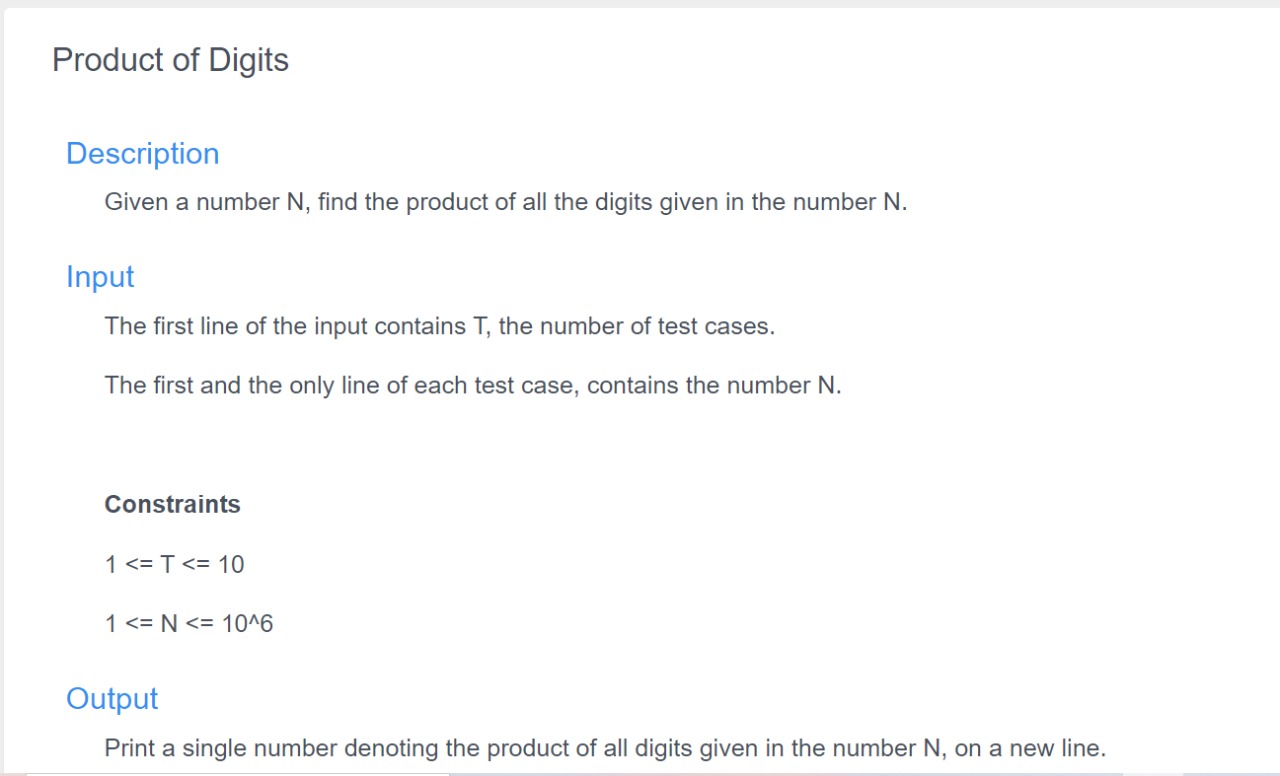 Product of Digits
Description
Given a number N, find the product of all the digits given in the number N.
Input
The first line of the input contains T, the number of test cases.
The first and the only line of each test case, contains the number N.
Constraints
1 <= T <= 10
1 <= N <= 10^6
Output
Print a single number denoting the product of all digits given in the number N, on a new line.